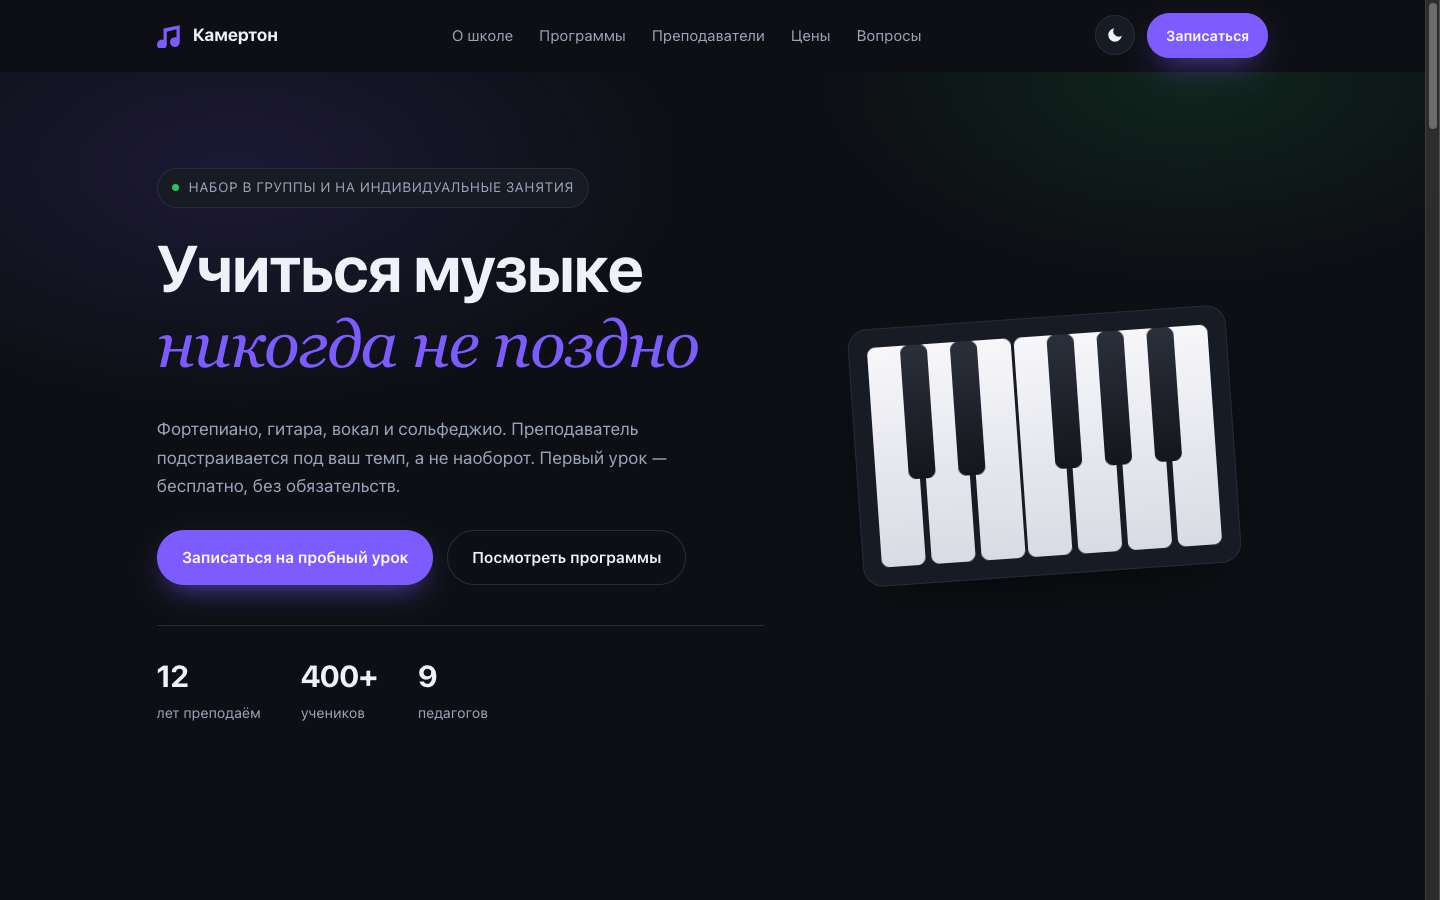 Камертон
О школе Программы Преподаватели Цены Вопросы
Записаться
НАБОР В ГРУППЫ И НА ИНДИВИДУАЛЬНЫЕ ЗАНЯТИЯ
Учиться музыке
никогда не поздно
Фортепиано, гитара, вокал и сольфеджио. Преподаватель
подстраивается под ваш темп, а не наоборот. Первый урок —
бесплатно, без обязательств.
Записаться на пробный урок
Посмотреть программы
12
лет преподаём
400+
учеников
9
педагогов